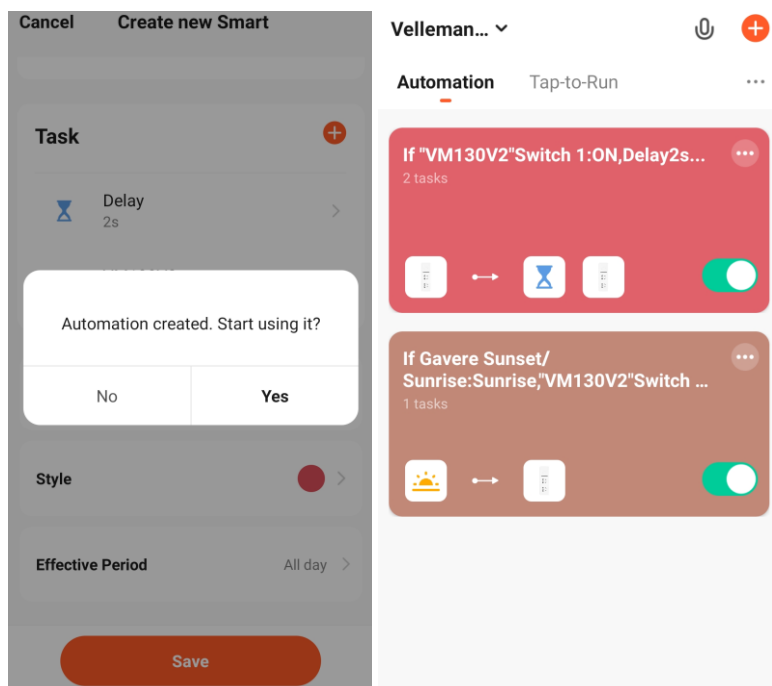 Cancel
Create new Smart
Task
Delay
2s
Automation created. Start using it?
No
Yes
Style
Effective Period
All day
Save
Velleman...
Automation
Tap-to-Run
If "VM130V2"Switch 1:ON,Delay2s...
2 tasks
If Gavere Sunset/
Sunrise:Sunrise,"VM130V2"Switch ...
1 tasks